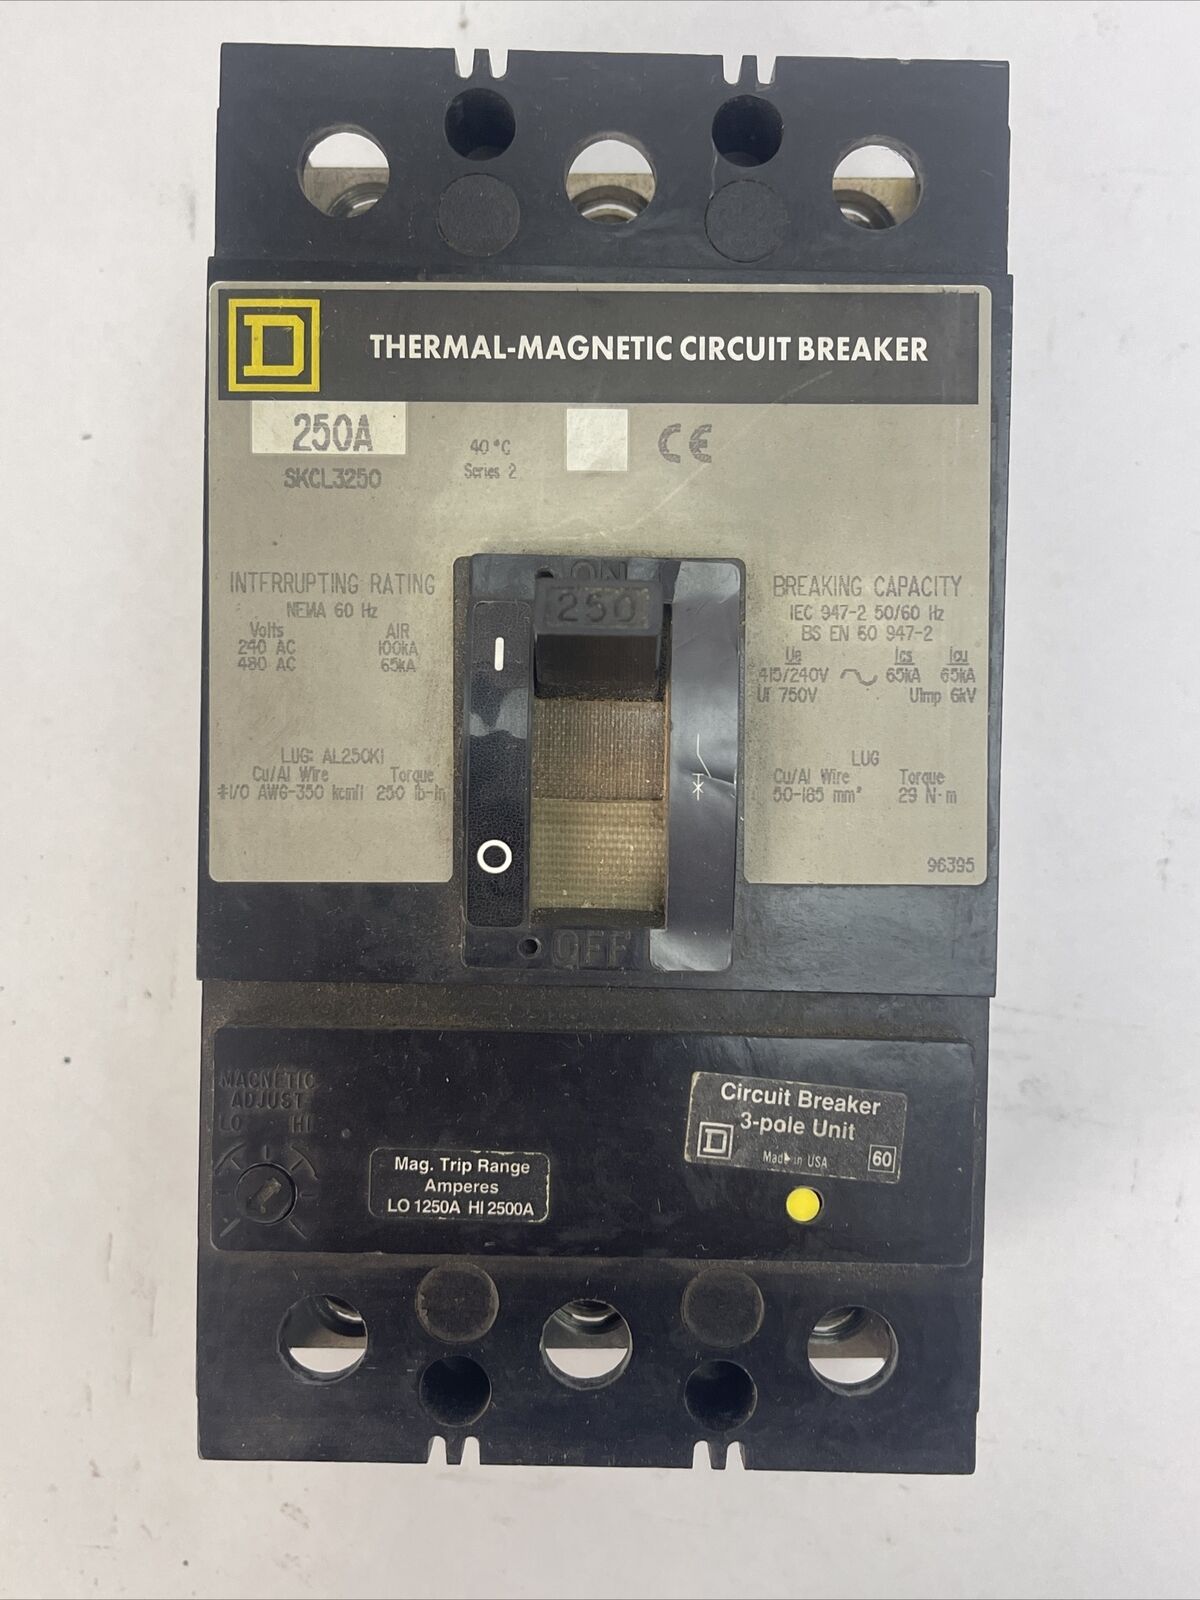 D
THERMAL-MAGNETIC CIRCUIT BREAKER
250A
SKCL3250
40°C
Series 2
CE
INTERRUPTING RATING
NEMA 60 Hz
Volts AIR
240 AC 100kA
480 AC 65kA
LUG: AL250KI
Cu/Al Wire Torque
#1/0 AWG-350 kcmil 250 lb-in
ON
250
I
O
OFF
BREAKING CAPACITY
IEC 947-2 50/60 Hz
BS EN 60 947-2
Ue Ics Icu
415/240V 65kA 65kA
Ui 750V Uimp 6kV
LUG
Cu/Al Wire Torque
50-185 mm² 29 N·m
96395
MAGNETIC
ADJUST
LO HI
Mag. Trip Range
Amperes
LO 1250A HI 2500A
Circuit Breaker
3-pole Unit
D
Made in USA
60